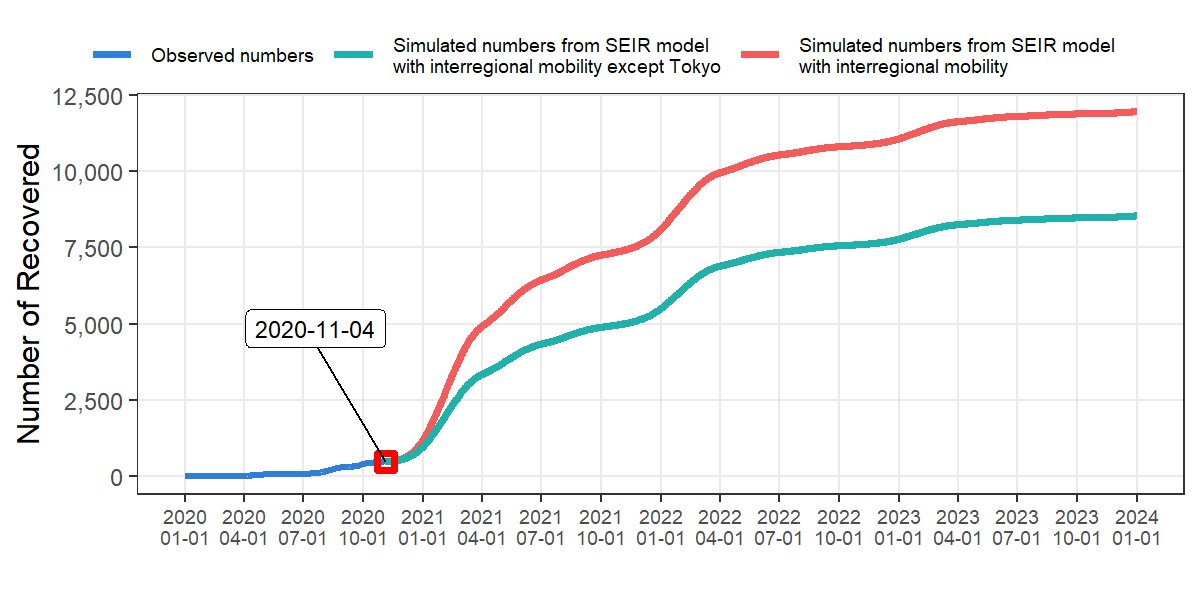 Observed numbers
Simulated numbers from SEIR model
with interregional mobility except Tokyo
Simulated numbers from SEIR model
with interregional mobility
Number of Recovered
12,500
10,000
7,500
5,000
2,500
0
2020-11-04
2020 2020 2020 2020 2021 2021 2021 2021 2022 2022 2022 2022 2023 2023 2023 2023 2024
01-01 04-01 07-01 10-01 01-01 04-01 07-01 10-01 01-01 04-01 07-01 10-01 01-01 04-01 07-01 10-01 01-01